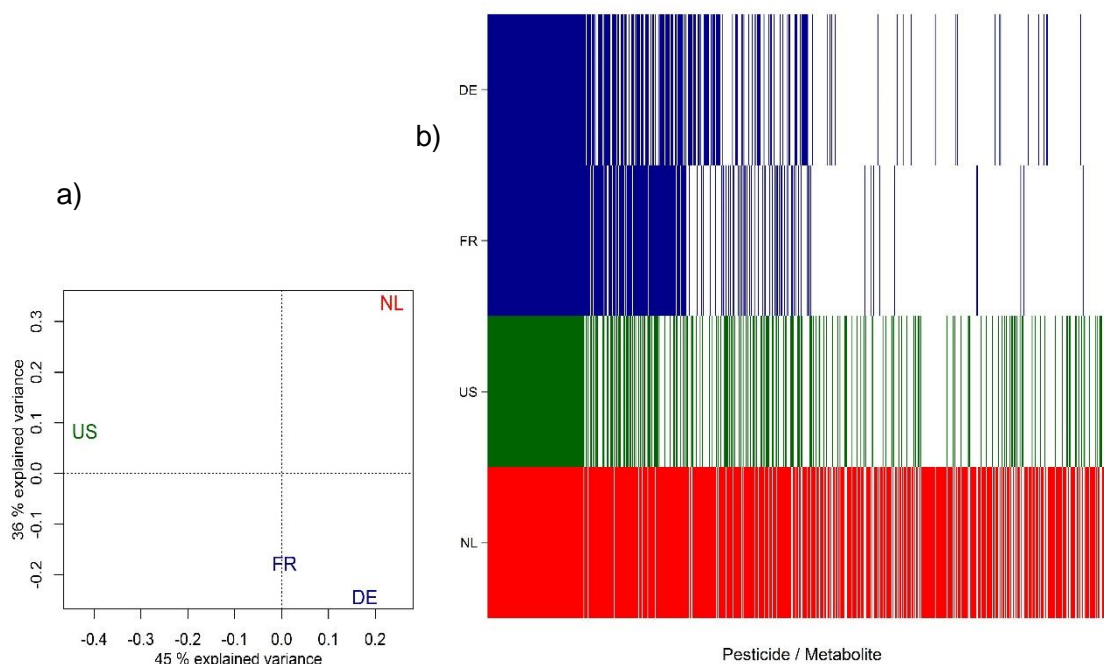 a)
NL
US
FR
DE
0.3
0.2
0.1
0.0
-0.1
-0.2
36 % explained variance
-0.4 -0.3 -0.2 -0.1 0.0 0.1 0.2
45 % explained variance
b)
DE
FR
US
NL
Pesticide / Metabolite